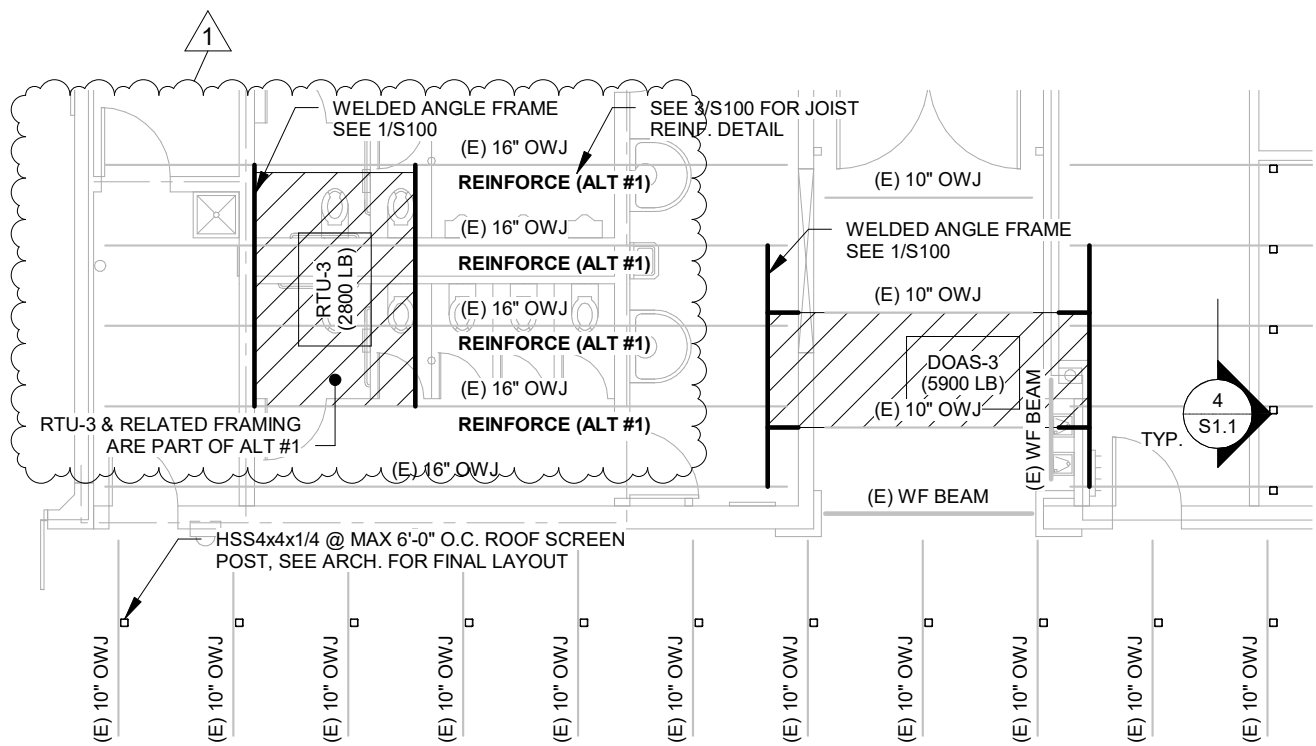 1
WELDED ANGLE FRAME
SEE 1/S100
SEE 3/S100 FOR JOIST
REINF. DETAIL
(E) 16" OWJ
REINFORCE (ALT #1)
(E) 16" OWJ
REINFORCE (ALT #1)
(E) 16" OWJ
REINFORCE (ALT #1)
(E) 16" OWJ
REINFORCE (ALT #1)
(E) 16" OWJ
RTU-3
(2800 LB)
RTU-3 & RELATED FRAMING
ARE PART OF ALT #1
(E) 10" OWJ
WELDED ANGLE FRAME
SEE 1/S100
(E) 10" OWJ
DOAS-3
(5900 LB)
(E) 10" OWJ
(E) WF BEAM
(E) WF BEAM
TYP.
4
S1.1
HSS4x4x1/4 @ MAX 6'-0" O.C. ROOF SCREEN
POST, SEE ARCH. FOR FINAL LAYOUT
(E) 10" OWJ
(E) 10" OWJ
(E) 10" OWJ
(E) 10" OWJ
(E) 10" OWJ
(E) 10" OWJ
(E) 10" OWJ
(E) 10" OWJ
(E) 10" OWJ
(E) 10" OWJ
(E) 10" OWJ